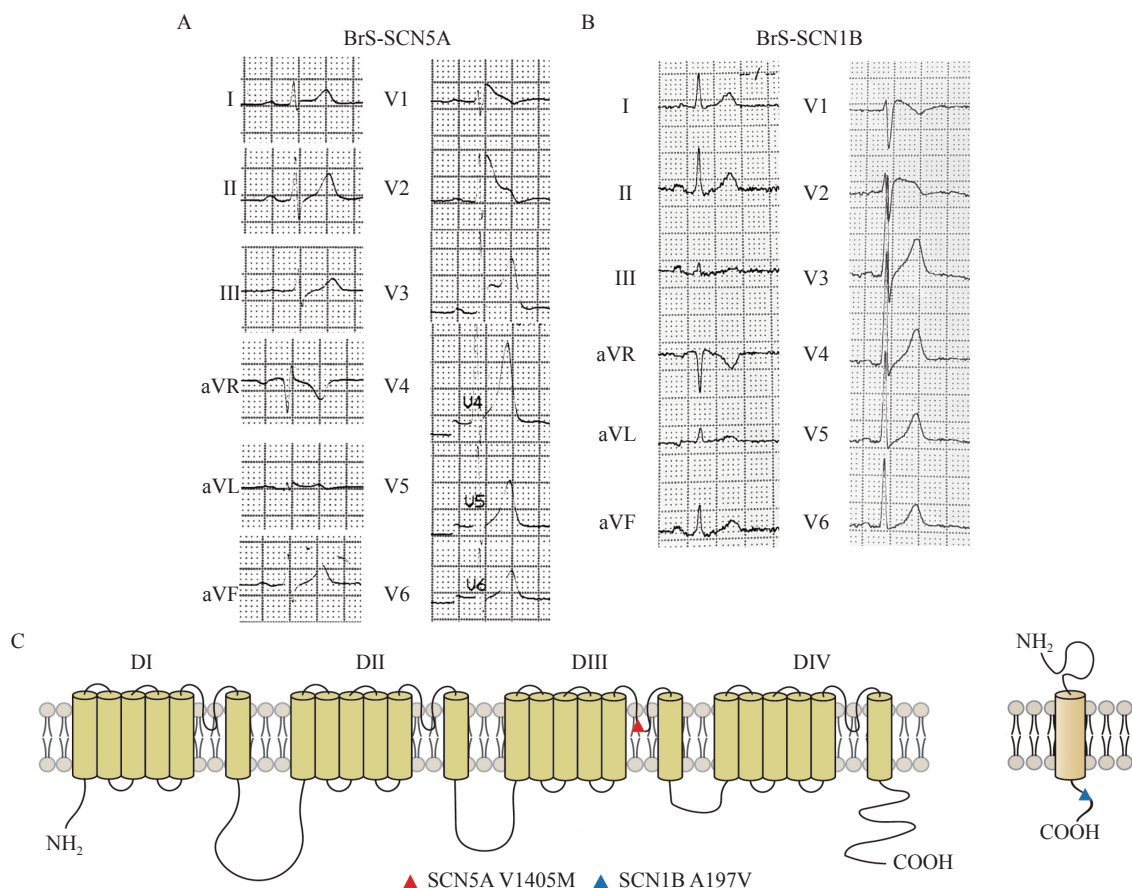 A
BrS-SCN5A
B
BrS-SCN1B
I
V1
II
V2
III
V3
aVR
V4
V4
aVL
V5
V5
aVF
V6
V6
I
V1
II
V2
III
V3
aVR
V4
aVL
V5
aVF
V6
C
DI
DII
DIII
DIV
NH2
COOH
NH2
COOH
SCN5A V1405M
SCN1B A197V